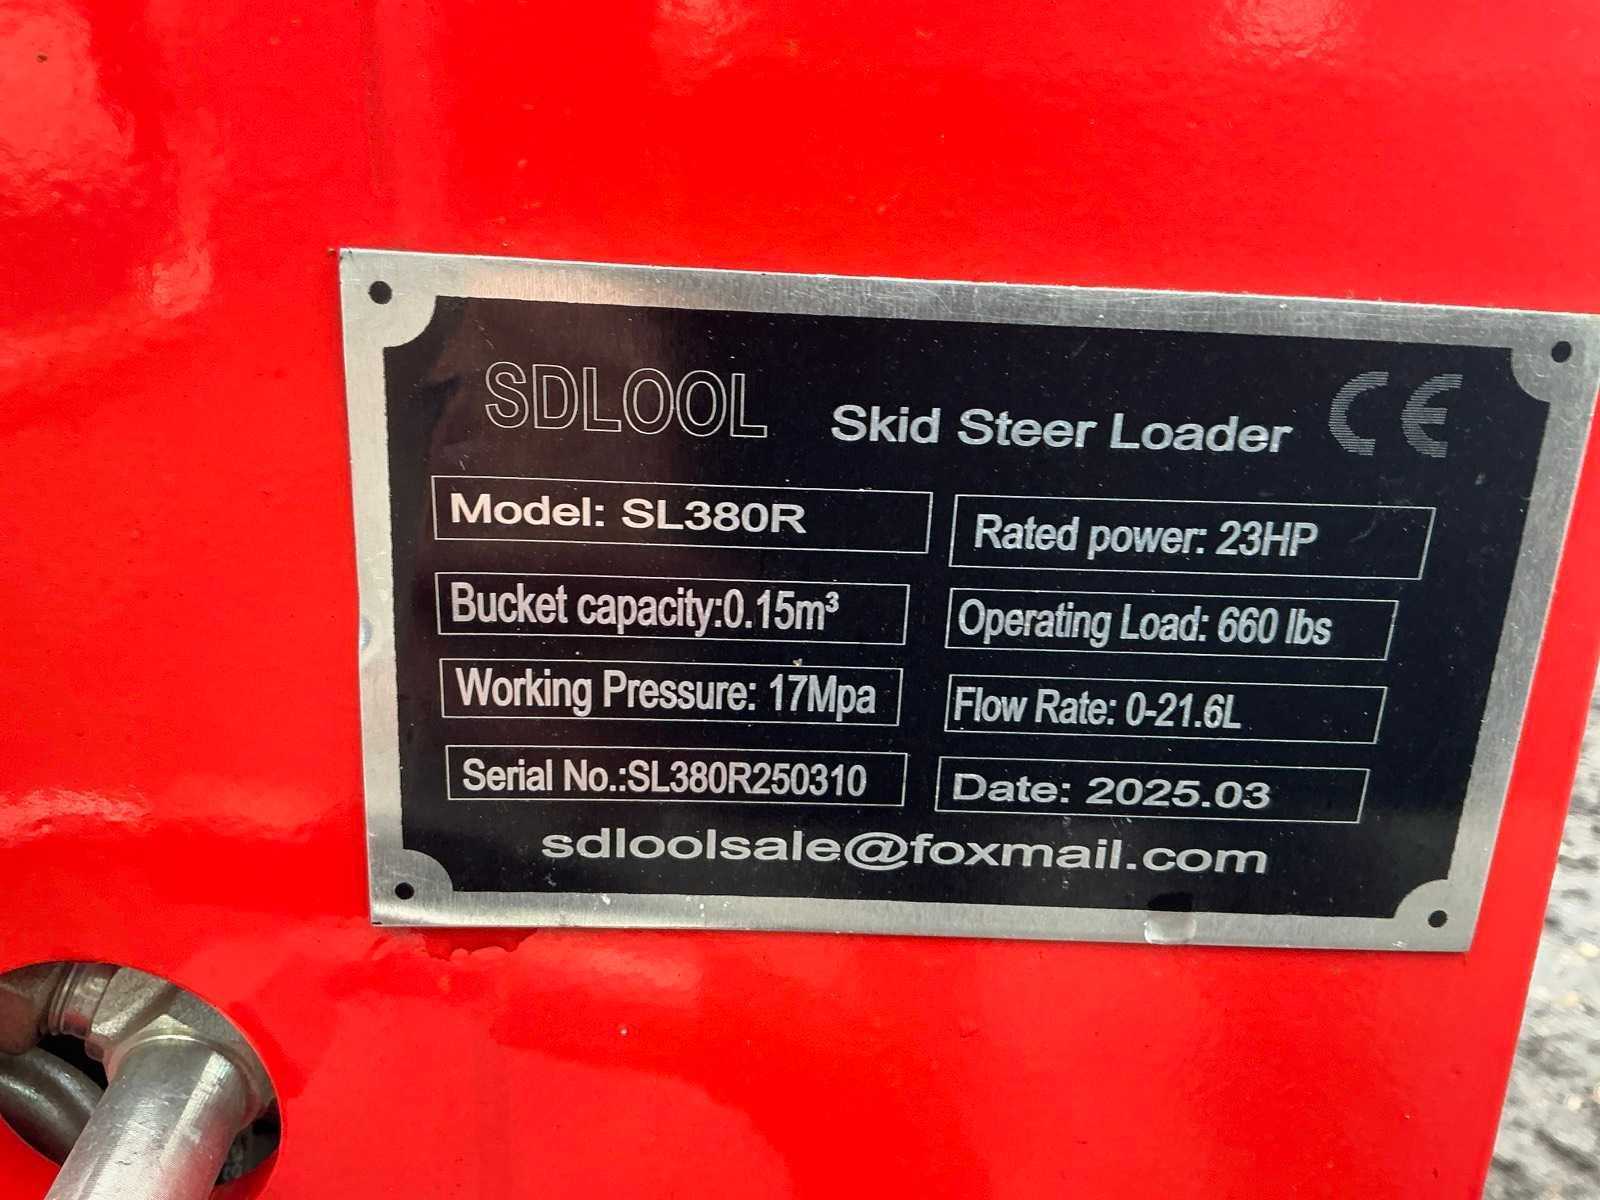 SDLOOL Skid Steer Loader CE
Model: SL380R
Rated power: 23HP
Bucket capacity:0.15m³
Operating Load: 660 lbs
Working Pressure: 17Mpa
Flow Rate: 0-21.6L
Serial No.:SL380R250310
Date: 2025.03
sdloolsale@foxmail.com